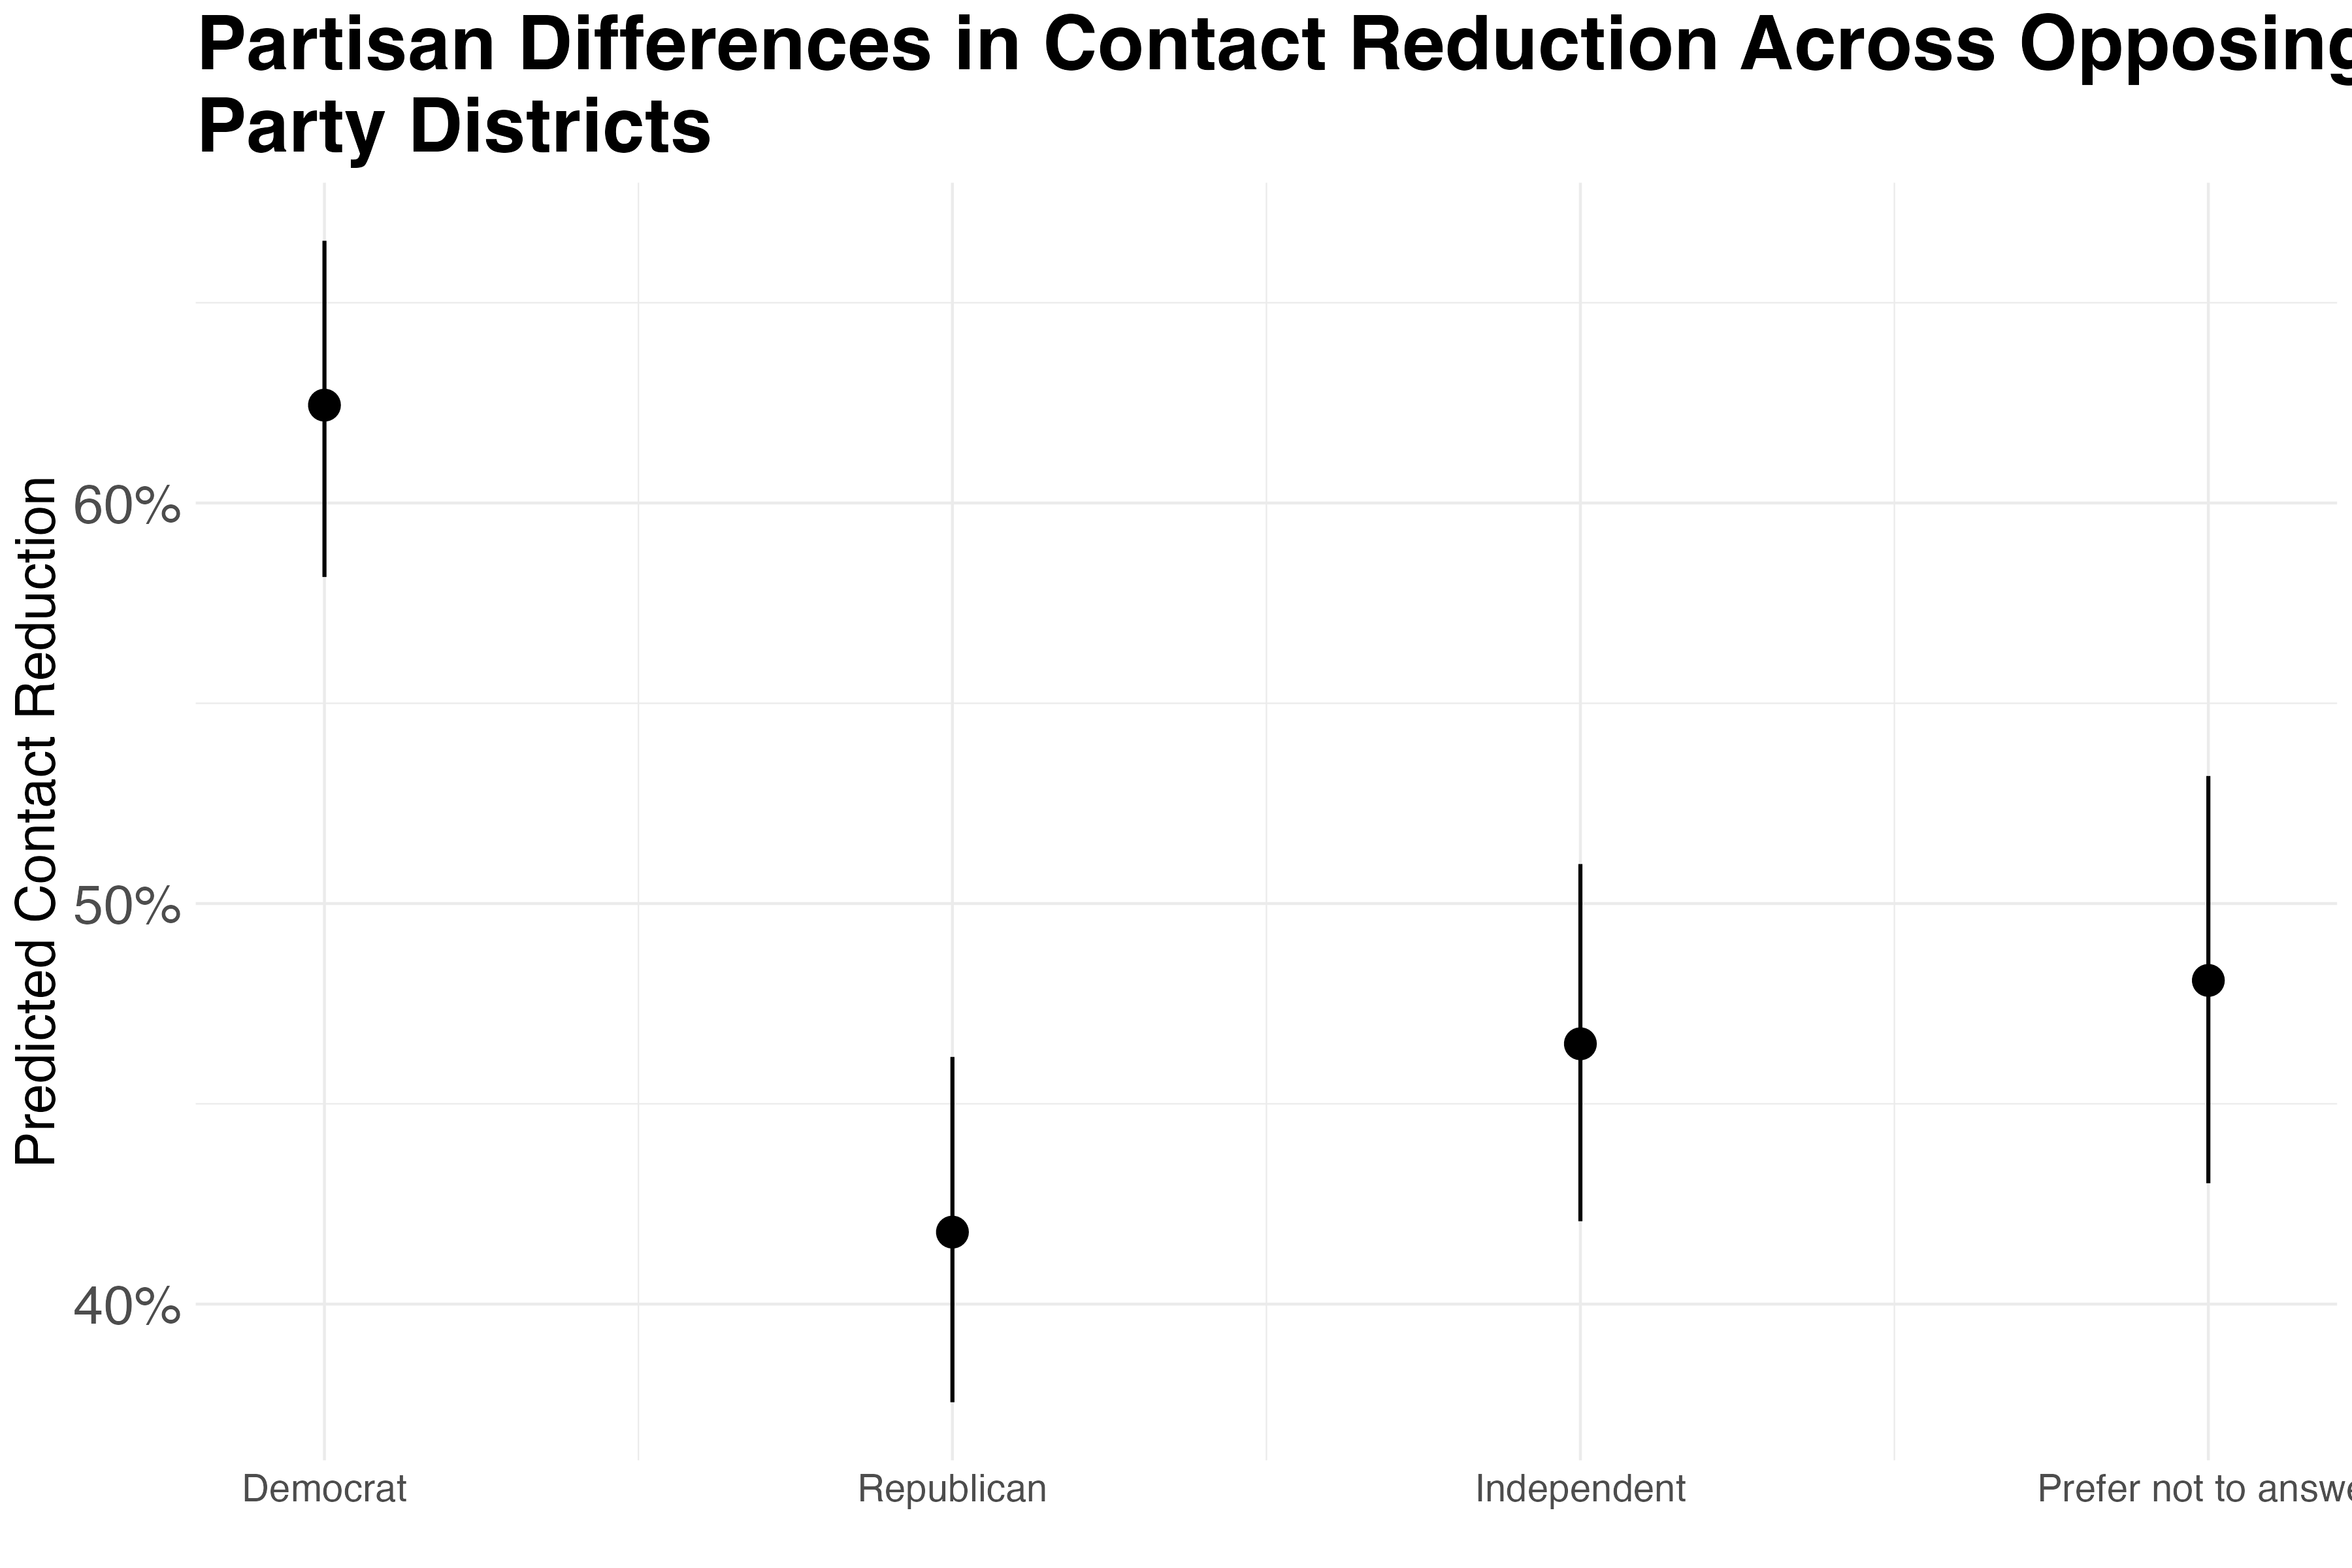 Partisan Differences in Contact Reduction Across Opposing
Party Districts
Predicted Contact Reduction
60%
50%
40%
Democrat
Republican
Independent
Prefer not to answe